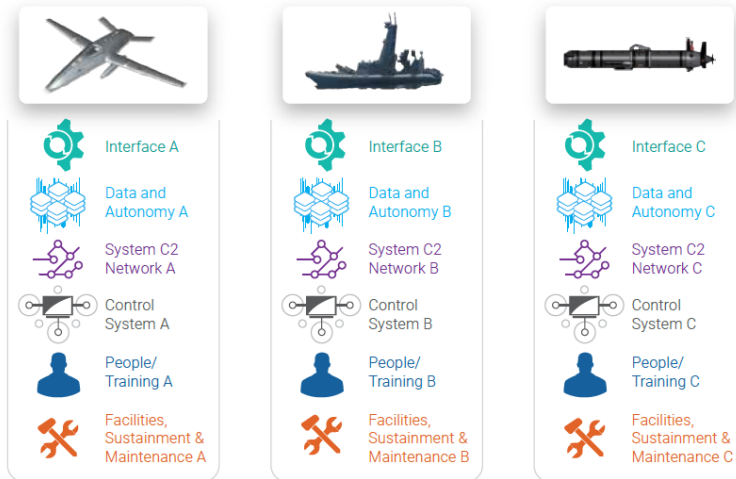 Interface A
Data and
Autonomy A
System C2
Network A
Control
System A
People/
Training A
Facilities,
Sustainment &
Maintenance A
Interface B
Data and
Autonomy B
System C2
Network B
Control
System B
People/
Training B
Facilities,
Sustainment &
Maintenance B
Interface C
Data and
Autonomy C
System C2
Network C
Control
System C
People/
Training C
Facilities,
Sustainment &
Maintenance C